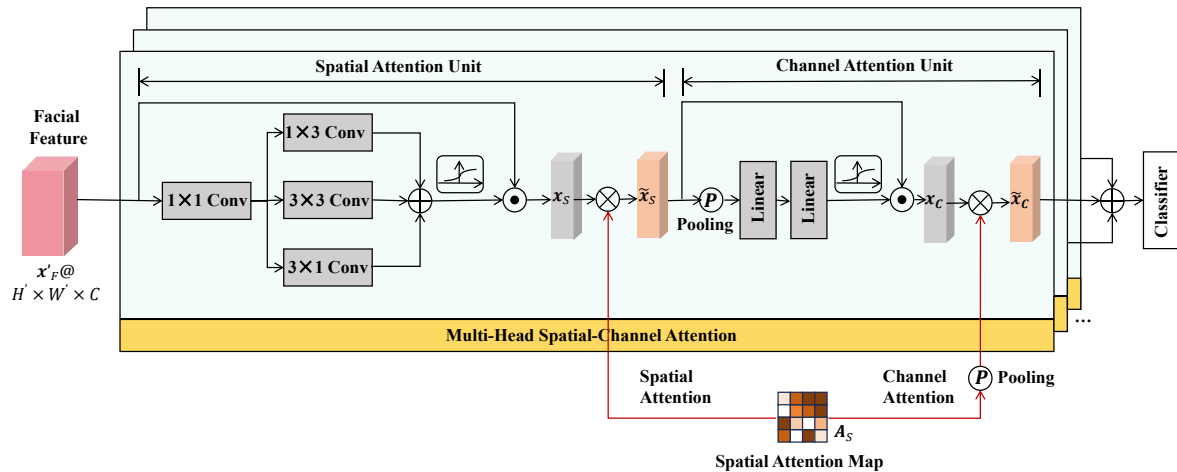 Spatial Attention Unit
Channel Attention Unit
Facial
Feature
1×3 Conv
1×1 Conv
3×3 Conv
3×1 Conv
x_S
x̃_S
P
Pooling
Linear
Linear
x_C
x̃_C
Classifier
x'_F@
H' × W' × C
Multi-Head Spatial-Channel Attention
...
Spatial
Attention
Channel
Attention
P
Pooling
A_S
Spatial Attention Map